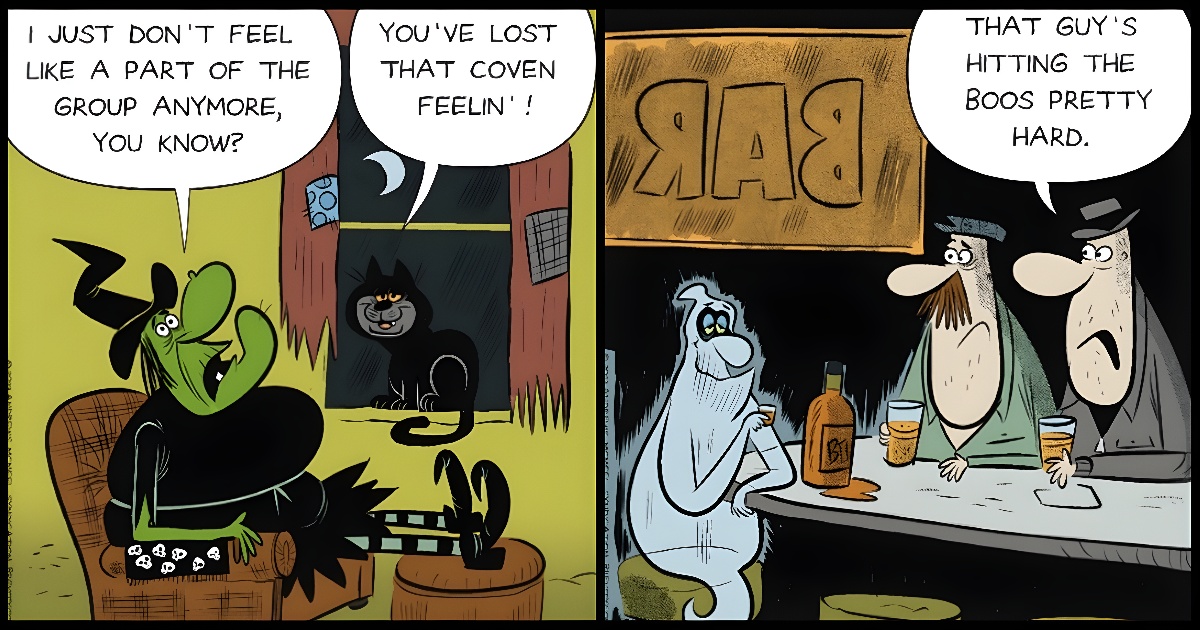 I JUST DON'T FEEL
LIKE A PART OF THE
GROUP ANYMORE,
YOU KNOW?
YOU'VE LOST
THAT COVEN
FEELIN'!
BAR
THAT GUY'S
HITTING THE
BOOS PRETTY
HARD.